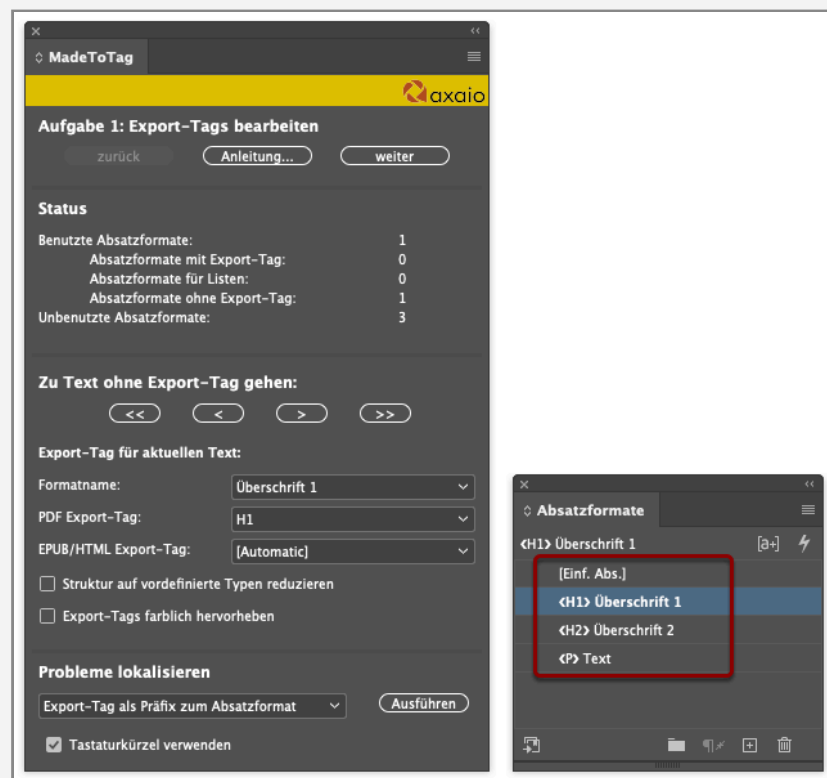 MadeToTag
axaio
Aufgabe 1: Export-Tags bearbeiten
zurück Anleitung... weiter
Status
Benutzte Absatzformate: 1
Absatzformate mit Export-Tag: 0
Absatzformate für Listen: 0
Absatzformate ohne Export-Tag: 1
Unbenutzte Absatzformate: 3
Zu Text ohne Export-Tag gehen:
<< < > >>
Export-Tag für aktuellen Text:
Formatname: Überschrift 1
PDF Export-Tag: H1
EPUB/HTML Export-Tag: [Automatic]
Struktur auf vordefinierte Typen reduzieren
Export-Tags farblich hervorheben
Probleme lokalisieren
Export-Tag als Präfix zum Absatzformat Ausführen
Tastaturkürzel verwenden
Absatzformate
<H1> Überschrift 1 [a+]
[Einf. Abs.]
<H1> Überschrift 1
<H2> Überschrift 2
<P> Text